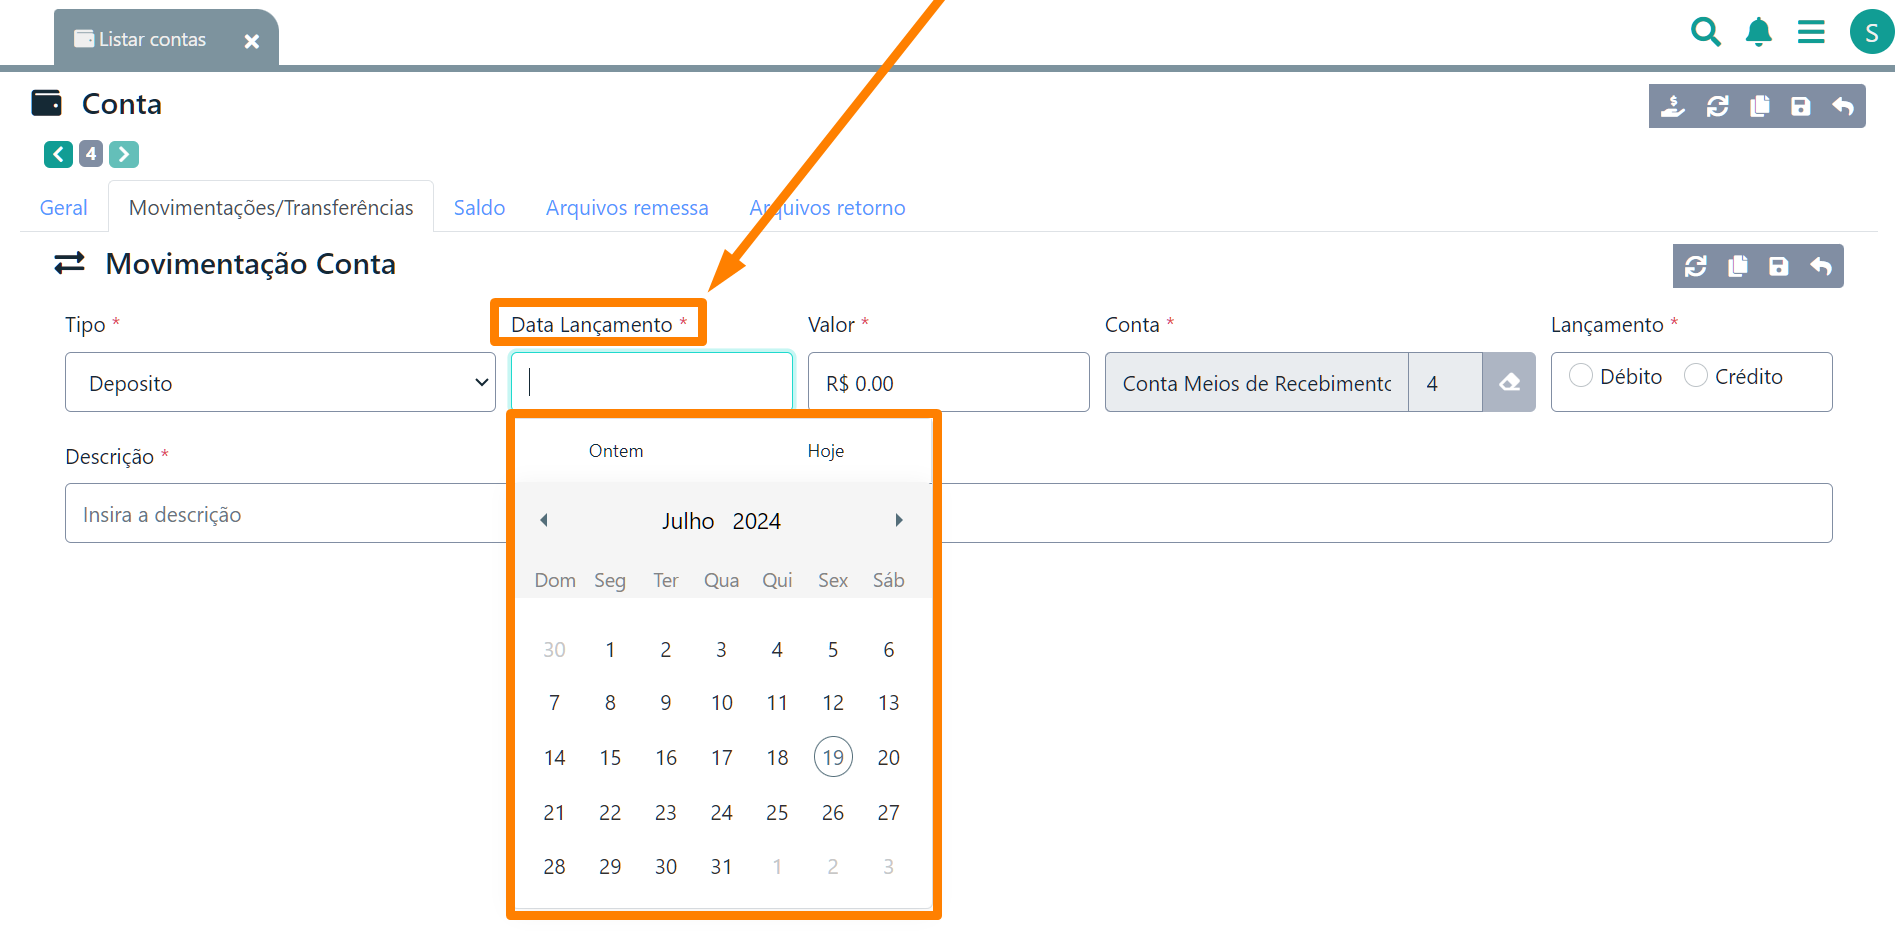 Listar contas
S
Conta
4
Geral Movimentações/Transferências Saldo Arquivos remessa Arquivos retorno
Movimentação Conta
Tipo * Data Lançamento * Valor * Conta * Lançamento *
Deposito R$ 0.00 Conta Meios de Recebimento 4 Débito Crédito
Descrição *
Insira a descrição
Ontem Hoje
Julho 2024
Dom Seg Ter Qua Qui Sex Sáb
30 1 2 3 4 5 6
7 8 9 10 11 12 13
14 15 16 17 18 19 20
21 22 23 24 25 26 27
28 29 30 31 1 2 3